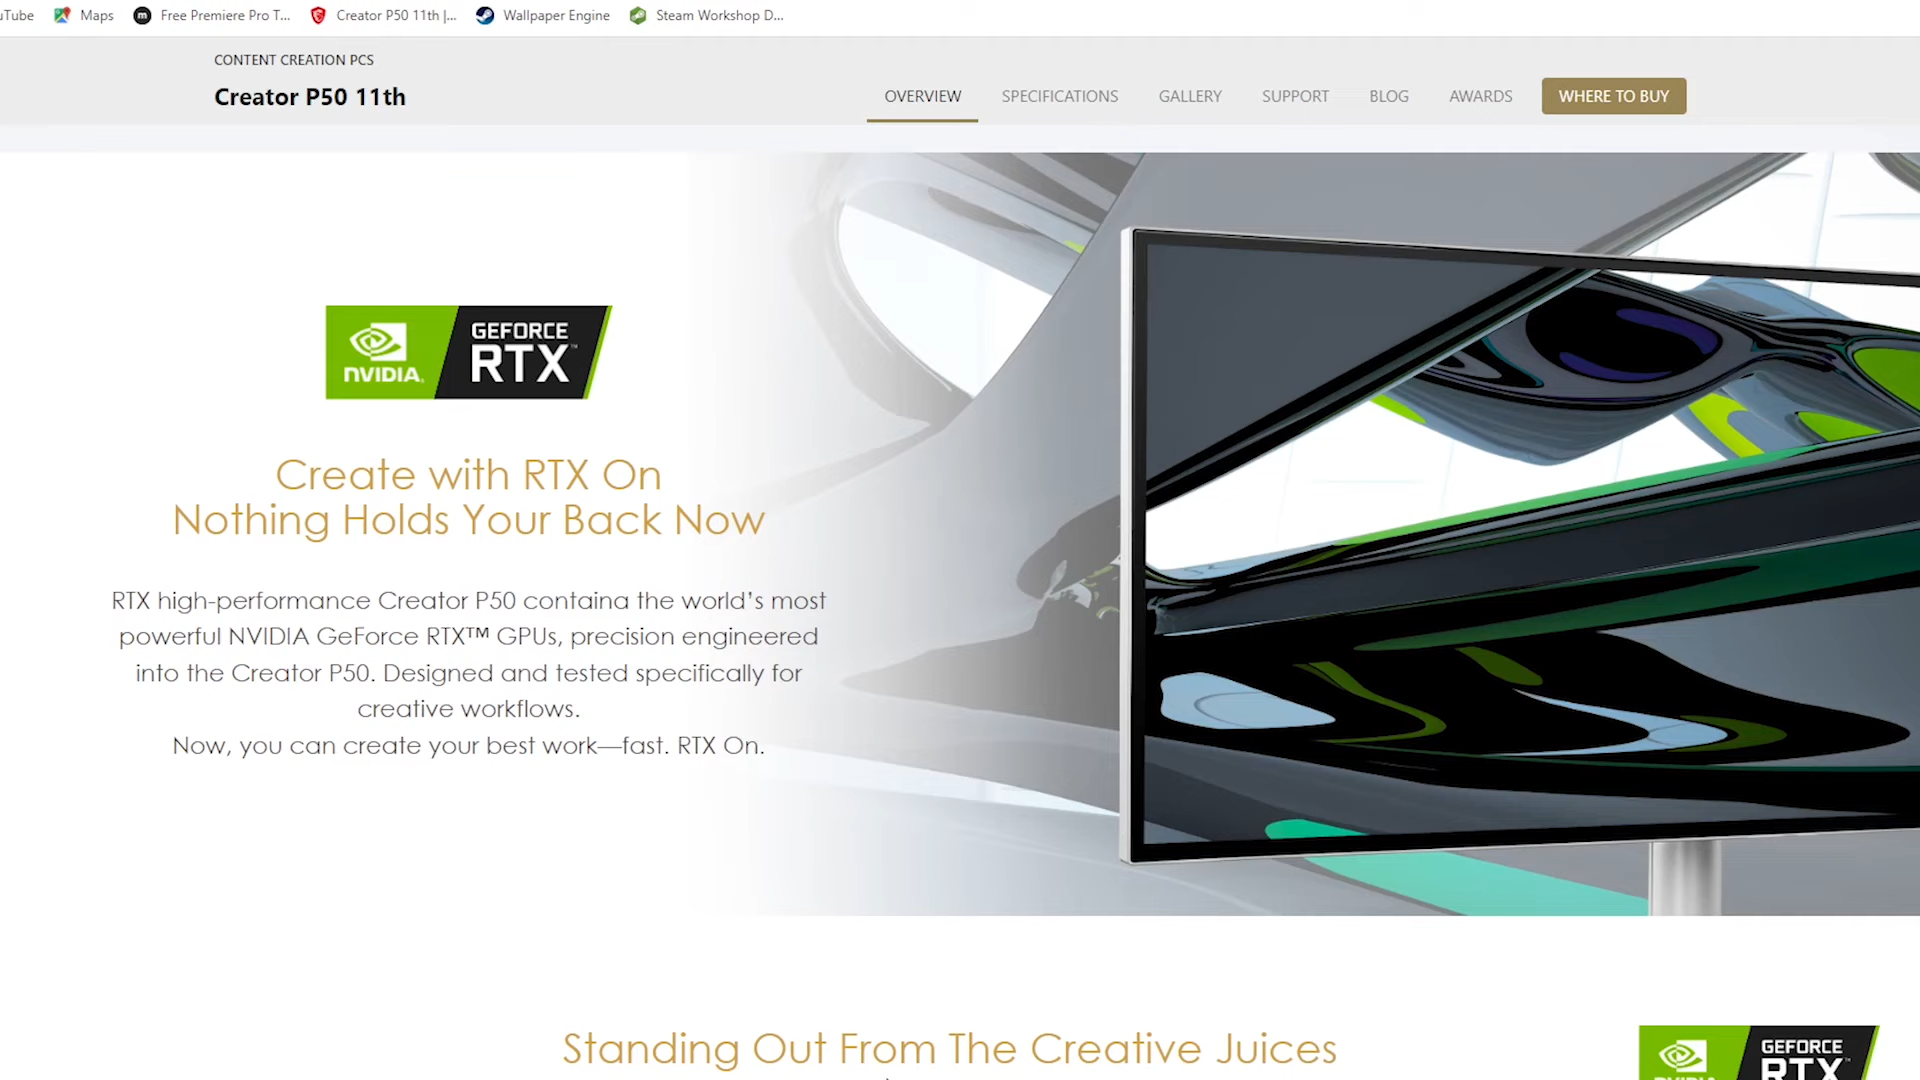 uTube
Maps
Free Premiere Pro T...
Creator P50 11th |...
Wallpaper Engine
Steam Workshop D...
CONTENT CREATION PCS
Creator P50 11th
OVERVIEW
SPECIFICATIONS
GALLERY
SUPPORT
BLOG
AWARDS
WHERE TO BUY
NVIDIA
GEFORCE
RTX™
Create with RTX On
Nothing Holds Your Back Now
RTX high-performance Creator P50 containa the world's most
powerful NVIDIA GeForce RTX™ GPUs, precision engineered
into the Creator P50. Designed and tested specifically for
creative workflows.
Now, you can create your best work—fast. RTX On.
Standing Out From The Creative Juices
NVIDIA
GEFORCE
RTX